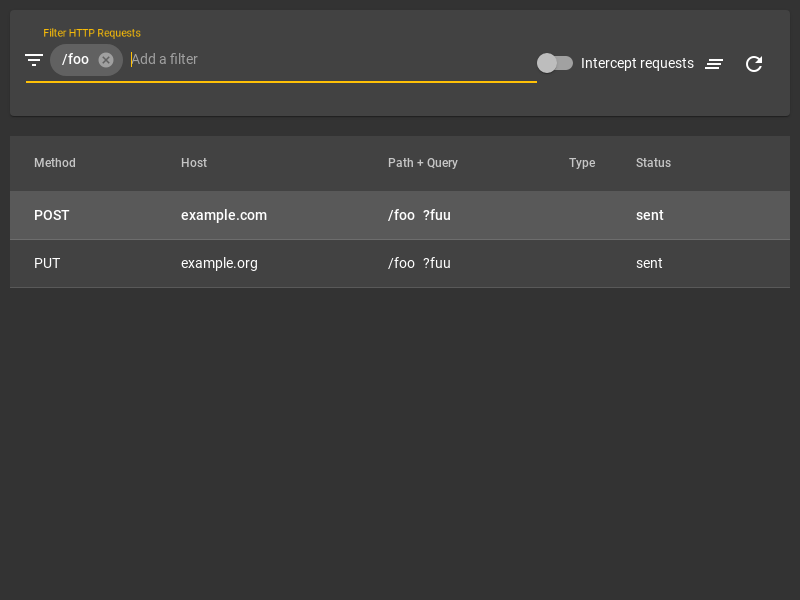 Filter HTTP Requests
/foo Add a filter Intercept requests
Method Host Path + Query Type Status
POST example.com /foo ?fuu sent
PUT example.org /foo ?fuu sent